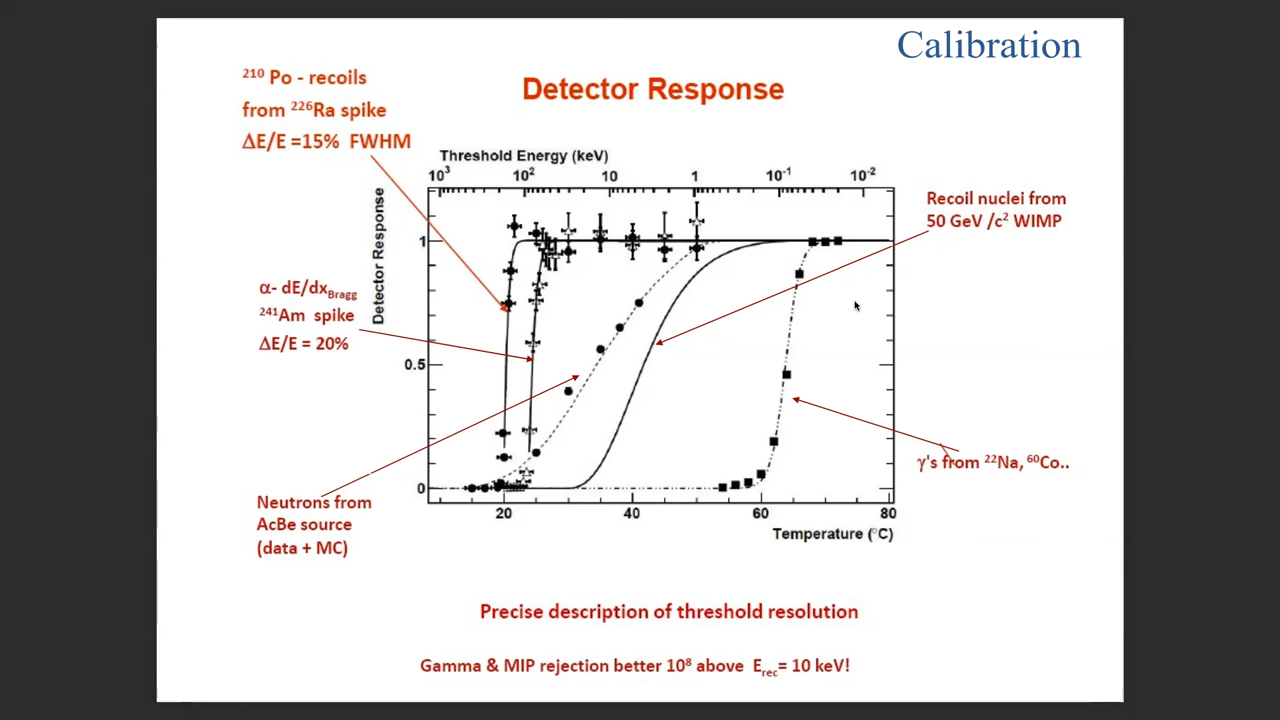 Calibration
²¹⁰ Po - recoils
from ²²⁶Ra spike
ΔE/E =15% FWHM
Detector Response
Threshold Energy (keV)
10³ 10² 10 1 10⁻¹ 10⁻²
Recoil nuclei from
50 GeV /c² WIMP
Detector Response
1
0.5
0
α- dE/dx_Bragg
²⁴¹Am spike
ΔE/E = 20%
γ's from ²²Na, ⁶⁰Co..
Neutrons from
AcBe source
(data + MC)
20 40 60 80
Temperature (°C)
Precise description of threshold resolution
Gamma & MIP rejection better 10⁸ above E_rec= 10 keV!